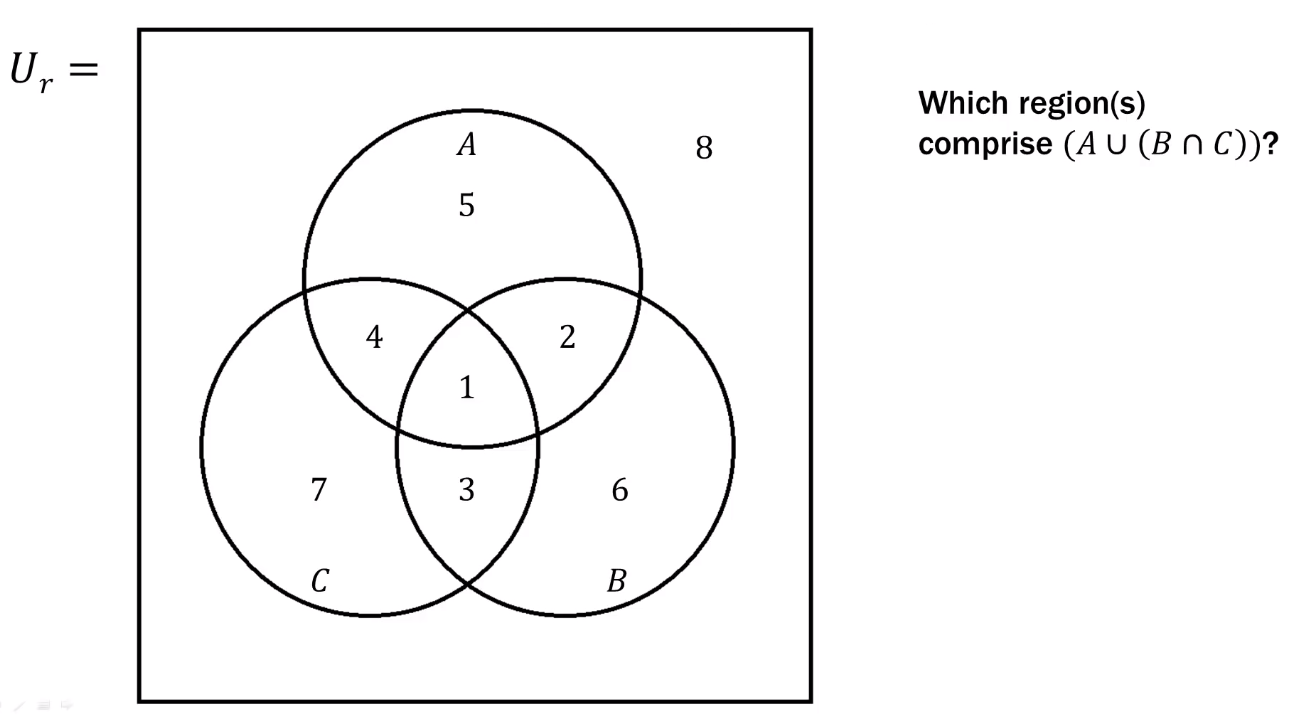 U_r =
A
8
5
4
2
1
7
3
6
C
B
Which region(s)
comprise (A ∪ (B ∩ C))?